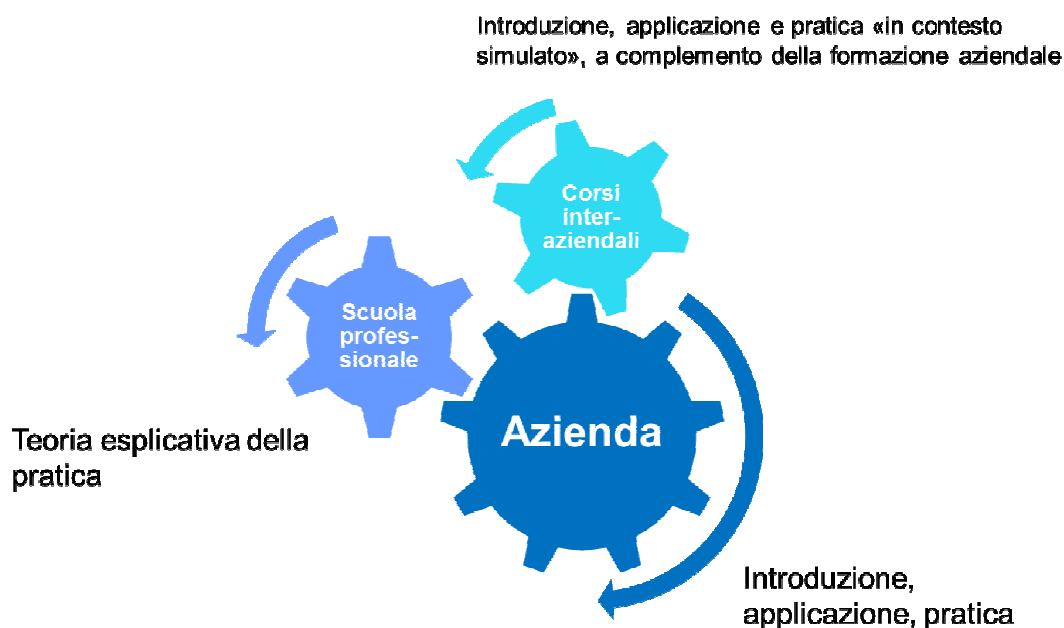 Introduzione, applicazione e pratica «in contesto
simulato», a complemento della formazione aziendale
Corsi
inter-
aziendali
Scuola
profes-
sionale
Azienda
Teoria esplicativa della
pratica
Introduzione,
applicazione, pratica